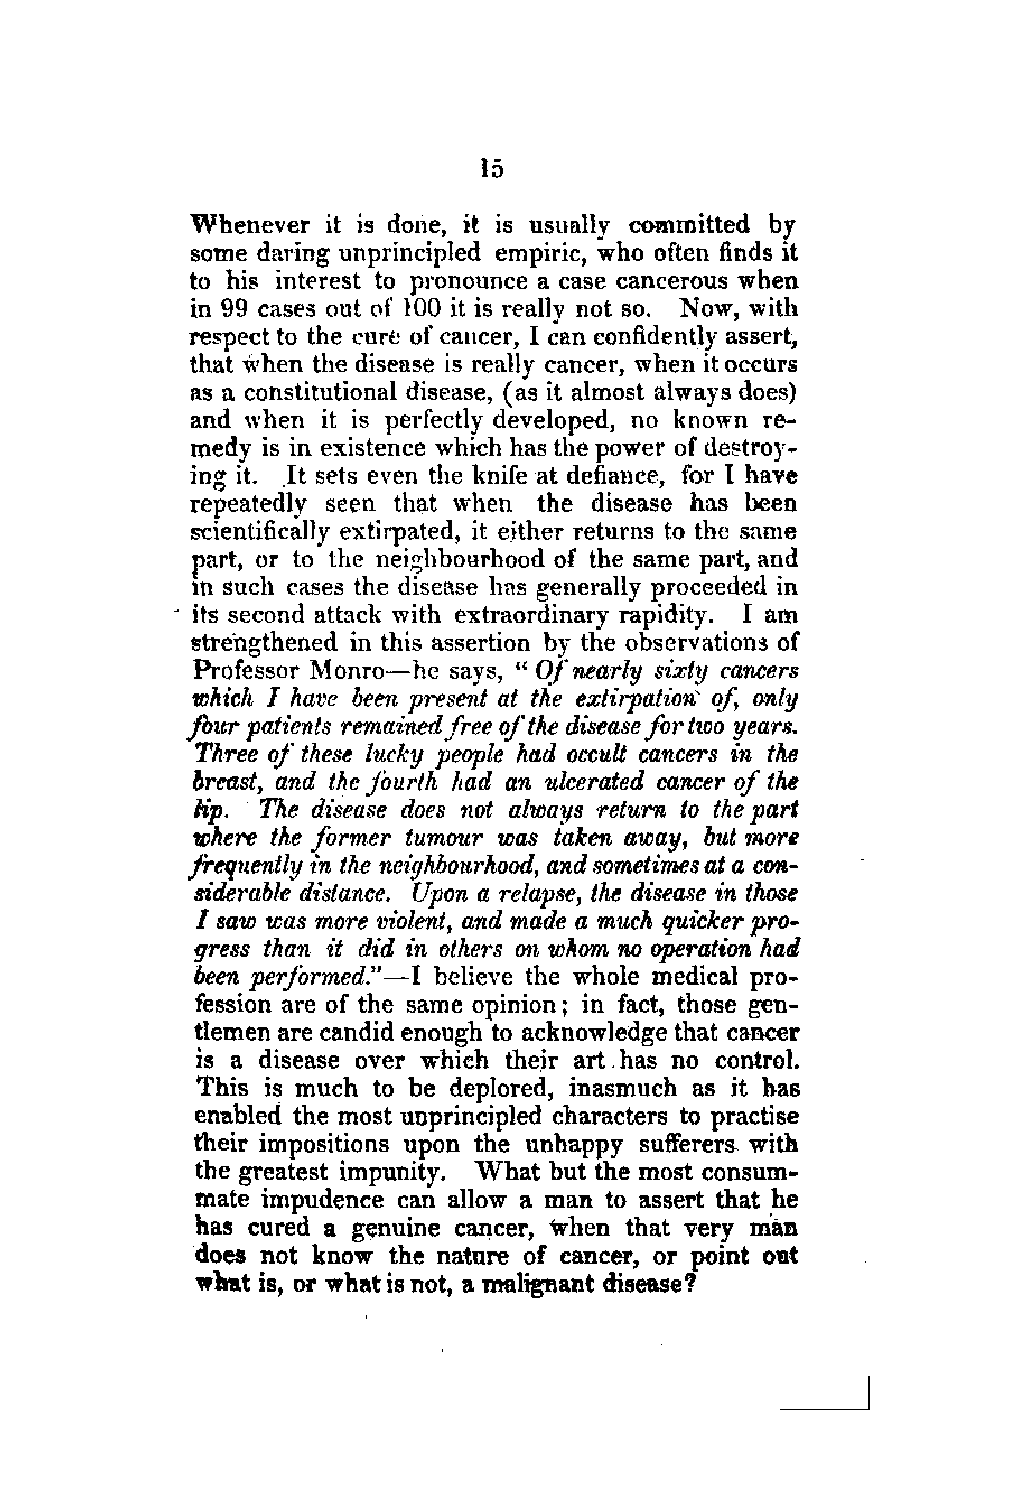 15
Whenever it is done, it is usually committed by
some daring unprincipled empiric, who often finds it
to his interest to pronounce a case cancerous when
in 99 cases out of 100 it is really not so. Now, with
respect to the cure of cancer, I can confidently assert,
that when the disease is really cancer, when it occurs
as a constitutional disease, (as it almost always does)
and when it is perfectly developed, no known re-
medy is in existence which has the power of destroy-
ing it. It sets even the knife at defiance, for I have
repeatedly seen that when the disease has been
scientifically extirpated, it either returns to the same
part, or to the neighbourhood of the same part, and
in such cases the disease has generally proceeded in
its second attack with extraordinary rapidity. I am
strengthened in this assertion by the observations of
Professor Monro—he says, “Of nearly sixty cancers
which I have been present at the extirpation of, only
four patients remained free of the disease for two years.
Three of these lucky people had occult cancers in the
breast, and the fourth had an ulcerated cancer of the
lip. The disease does not always return to the part
where the former tumour was taken away, but more
frequently in the neighbourhood, and sometimes at a con-
siderable distance. Upon a relapse, the disease in those
I saw was more violent, and made a much quicker pro-
gress than it did in others on whom no operation had
been performed.”—I believe the whole medical pro-
fession are of the same opinion; in fact, those gen-
tlemen are candid enough to acknowledge that cancer
is a disease over which their art has no control.
This is much to be deplored, inasmuch as it has
enabled the most unprincipled characters to practise
their impositions upon the unhappy sufferers with
the greatest impunity. What but the most consum-
mate impudence can allow a man to assert that he
has cured a genuine cancer, when that very man
does not know the nature of cancer, or point out
what is, or what is not, a malignant disease?